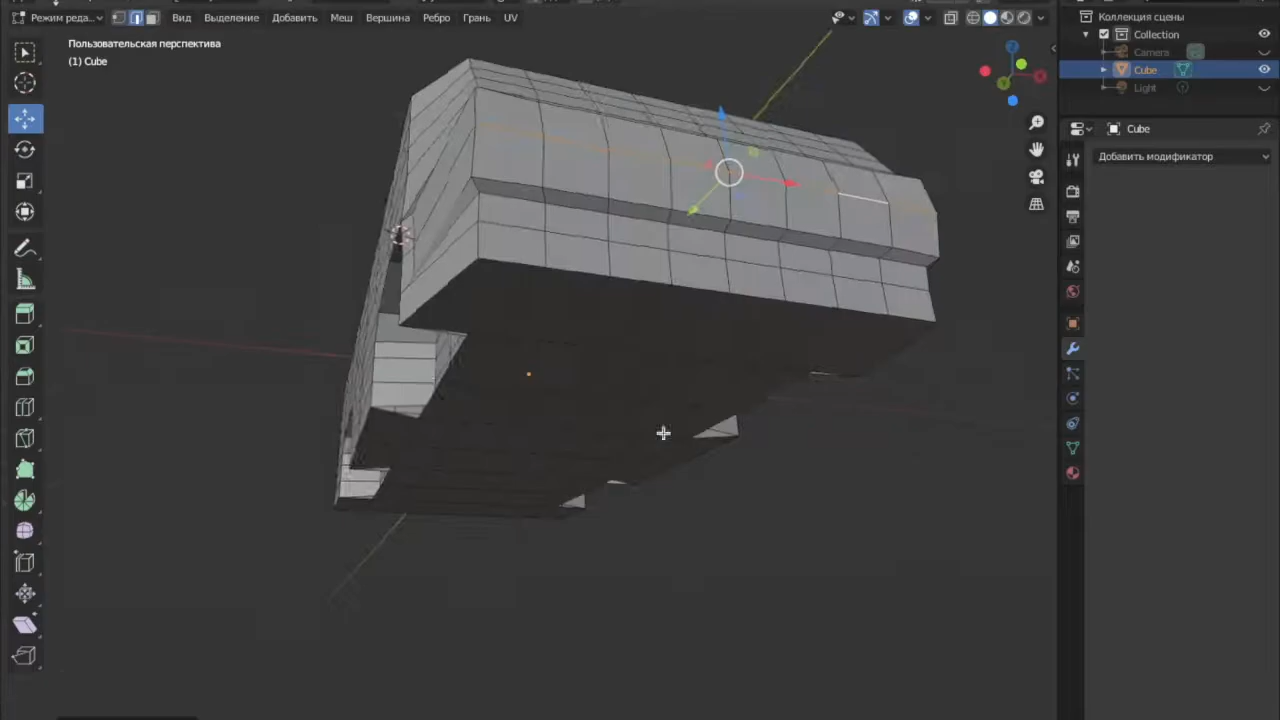 Режим реда...
Вид
Выделение
Добавить
Меш
Вершина
Ребро
Грань
UV
Пользовательская перспектива
(1) Cube
Коллекция сцены
Collection
Camera
Cube
Light
Cube
Добавить модификатор